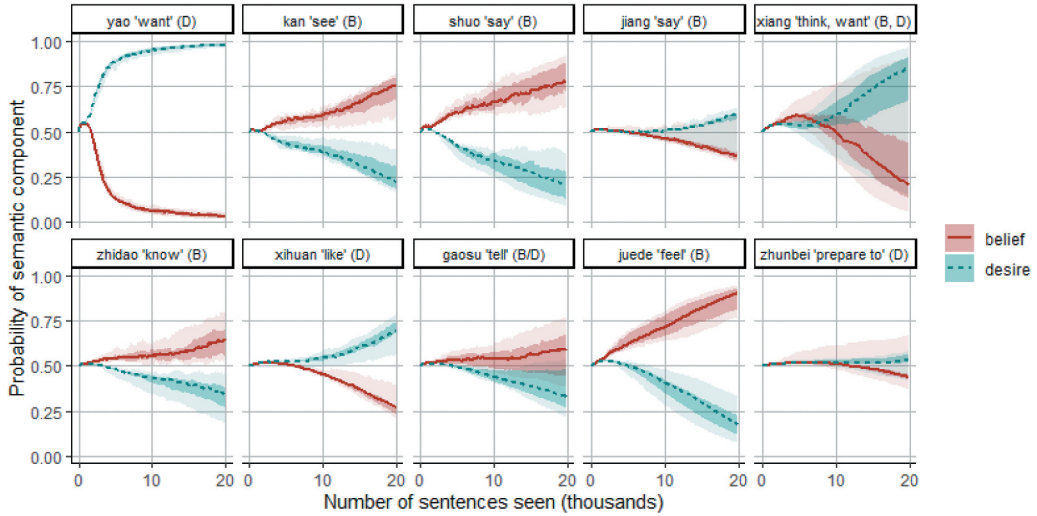 yao 'want' (D) kan 'see' (B) shuo 'say' (B) jiang 'say' (B) xiang 'think, want' (B, D)
1.00
0.75
0.50
0.25
0.00
zhidao 'know' (B) xihuan 'like' (D) gaosu 'tell' (B/D) juede 'feel' (B) zhunbei 'prepare to' (D)
1.00
0.75
0.50
0.25
0.00
0 10 20 0 10 20 0 10 20 0 10 20 0 10 20
Number of sentences seen (thousands)
Probability of semantic component
belief
desire